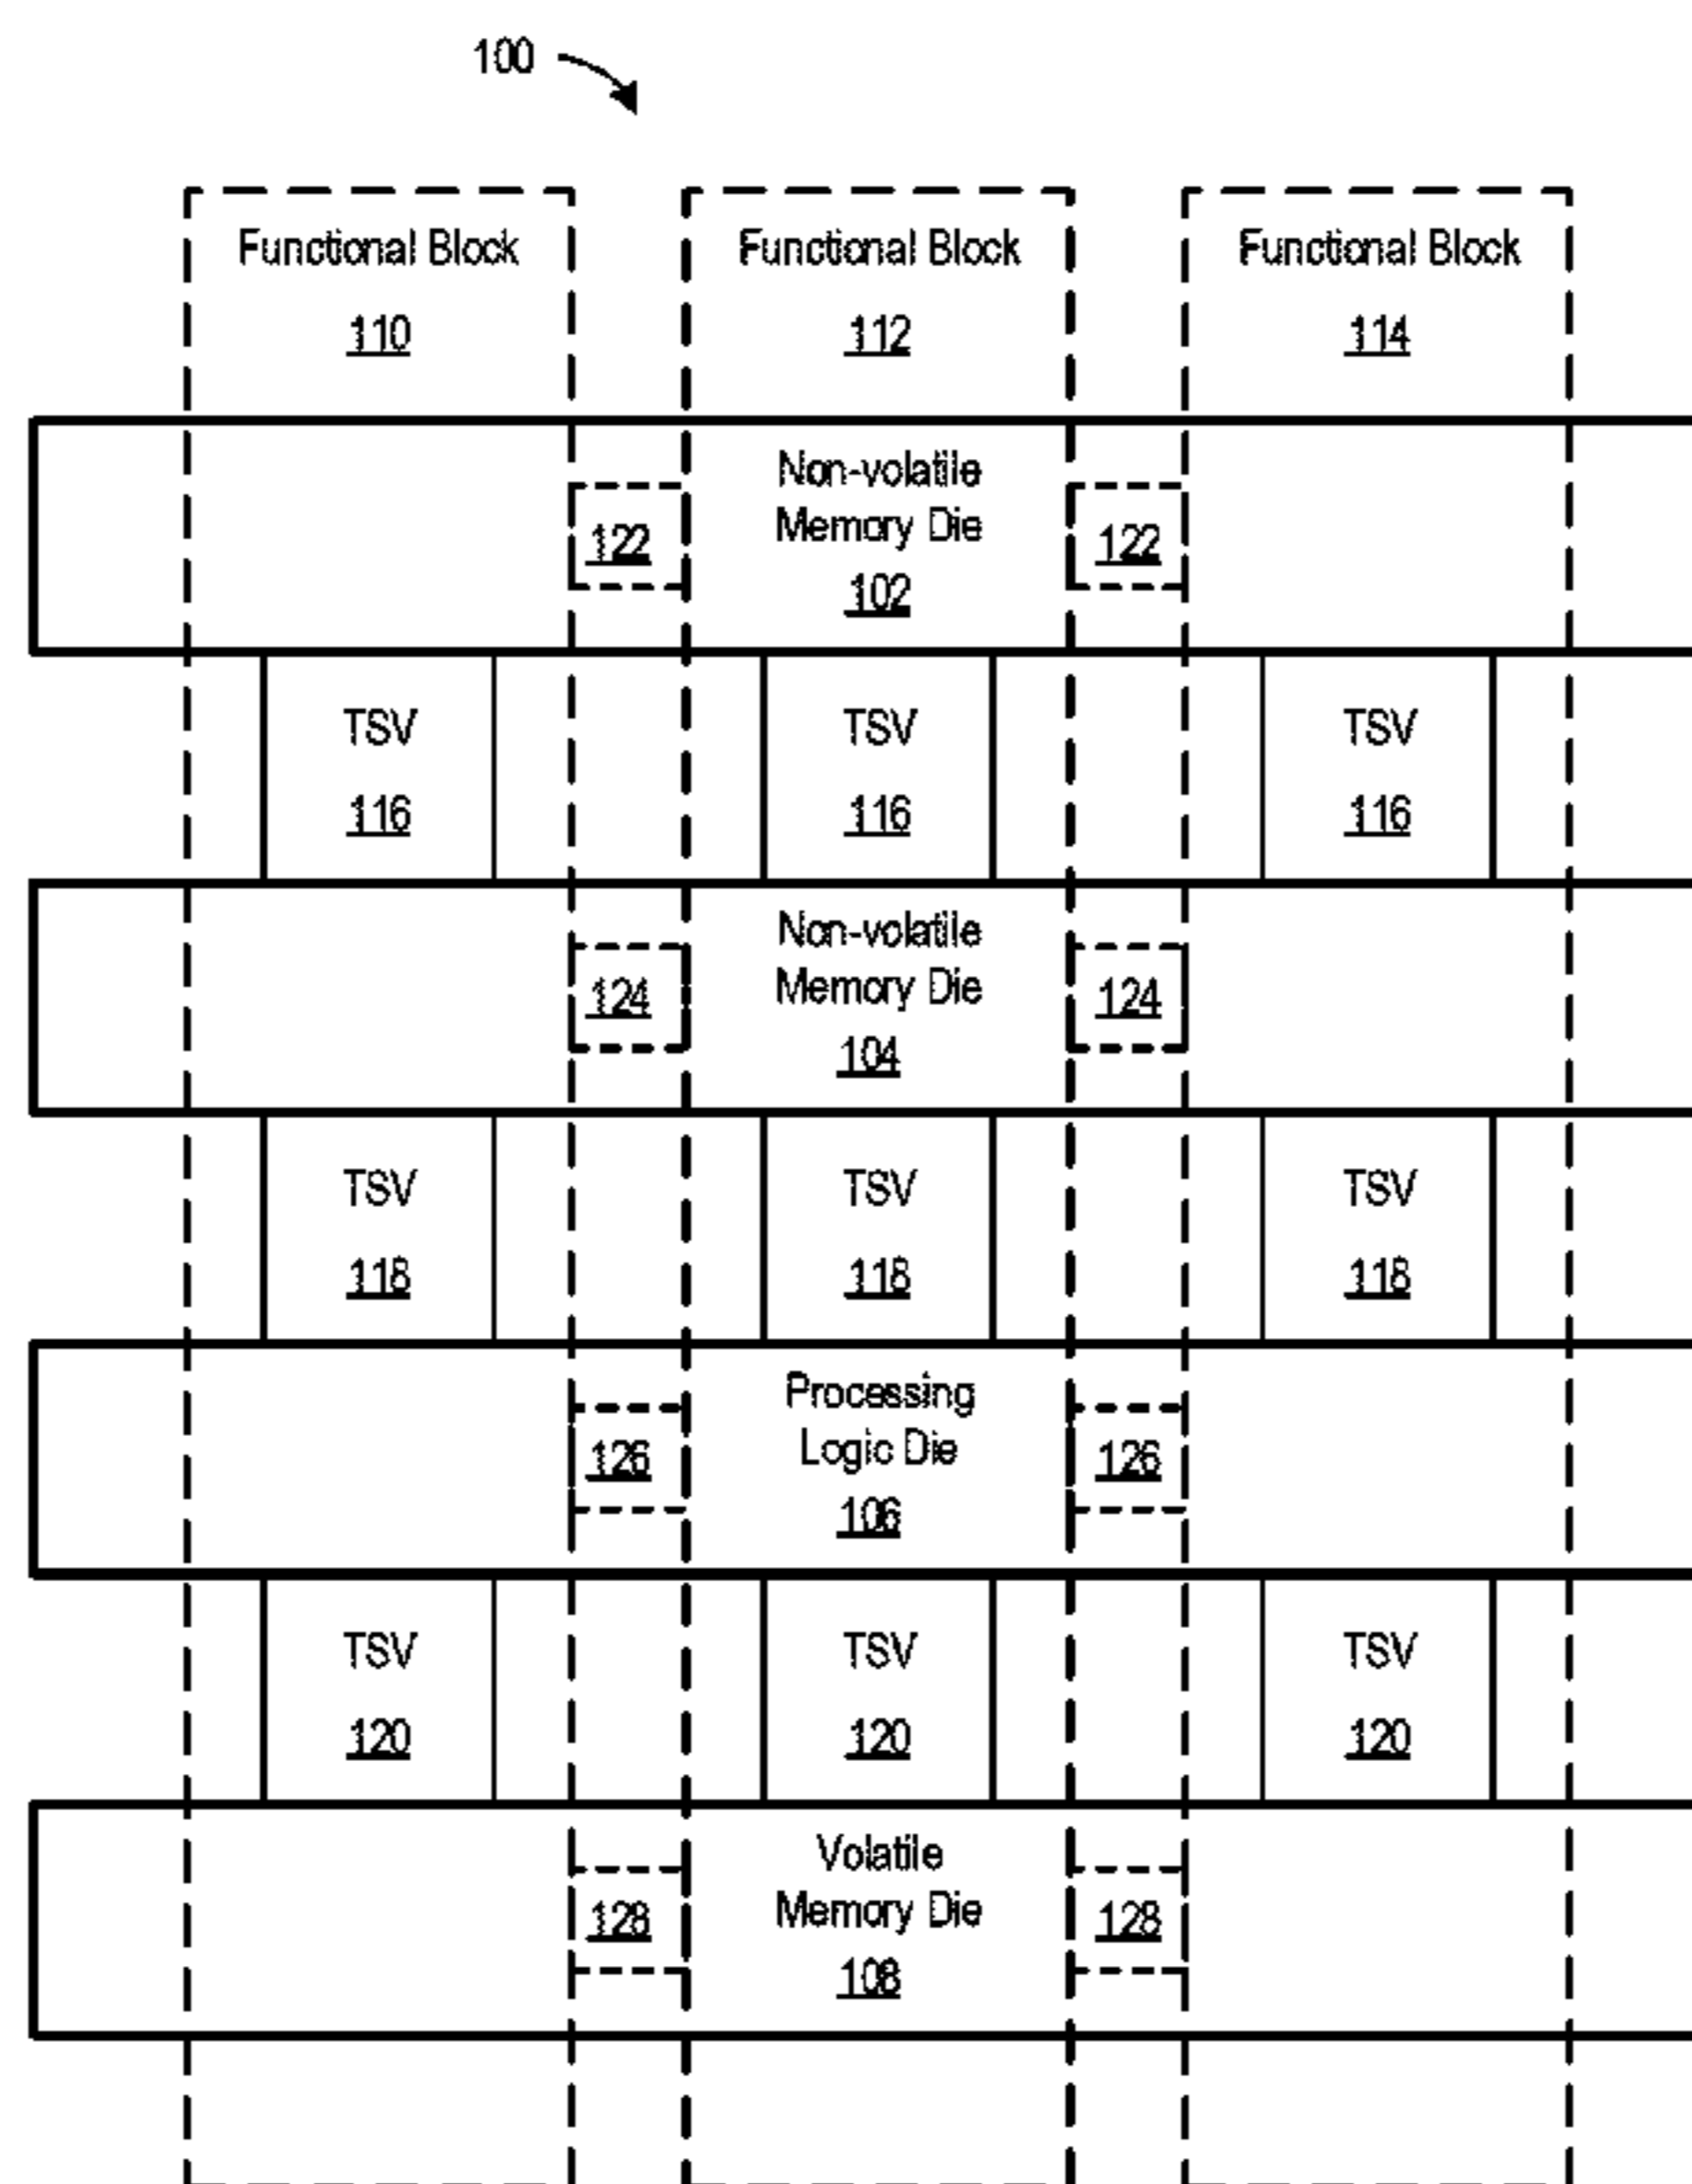 100
Functional Block Functional Block Functional Block
110 112 114
Non-volatile
Memory Die
122 122
102
TSV TSV TSV
116 116 116
Non-volatile
Memory Die
124 124
104
TSV TSV TSV
118 118 118
Processing
Logic Die
126 126
106
TSV TSV TSV
120 120 120
Volatile
Memory Die
128 128
108